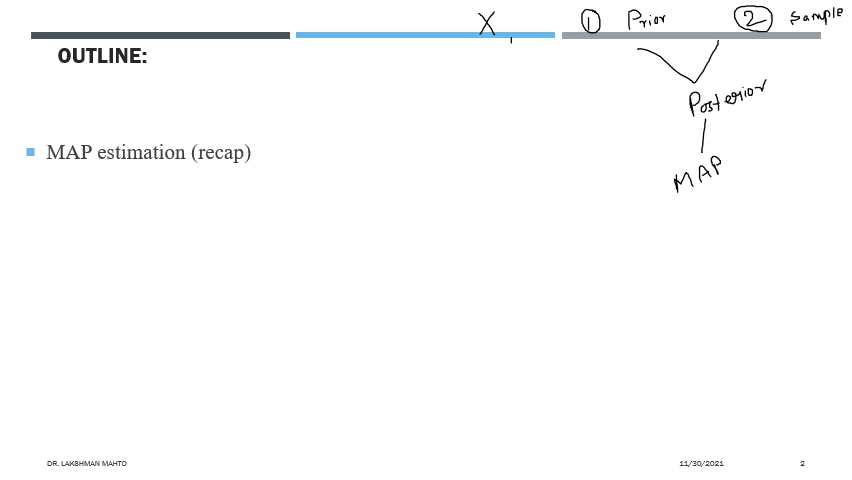 X, ① Prior ② Sample
OUTLINE:
Posterior
MAP estimation (recap)
MAP
DR. LAKSHMAN MAHTO 11/30/2021 2